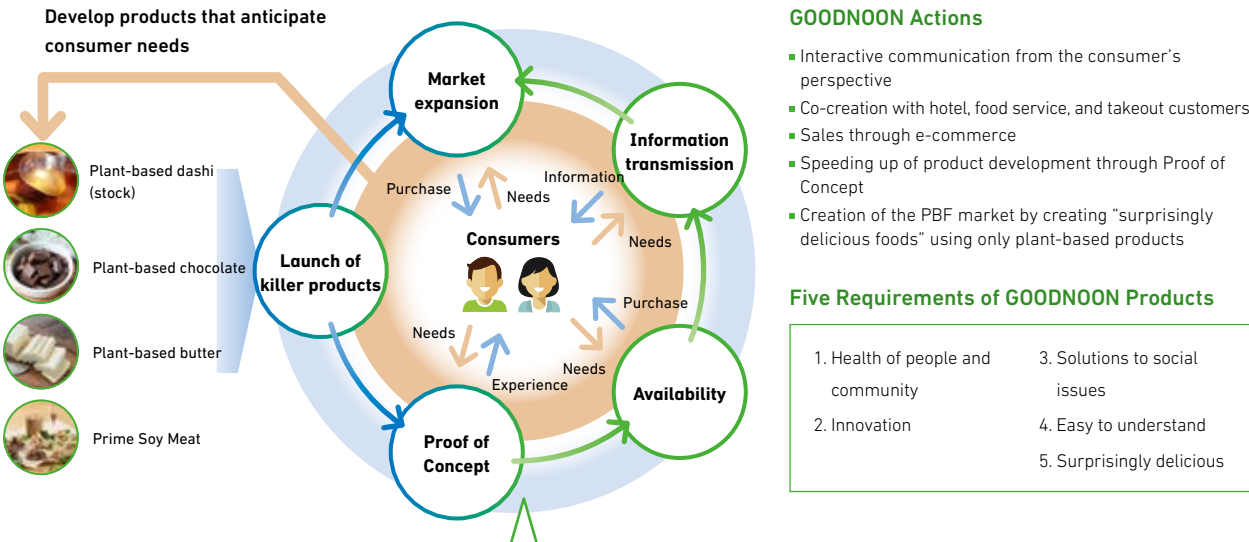 Develop products that anticipate
consumer needs
Plant-based dashi
(stock)
Plant-based chocolate
Plant-based butter
Prime Soy Meat
Market
expansion
Information
transmission
Launch of
killer products
Availability
Proof of
Concept
Purchase
Needs
Information
Needs
Consumers
Purchase
Needs
Needs
Experience
GOODNOON Actions
▪ Interactive communication from the consumer's
perspective
▪ Co-creation with hotel, food service, and takeout customers
▪ Sales through e-commerce
▪ Speeding up of product development through Proof of
Concept
▪ Creation of the PBF market by creating "surprisingly
delicious foods" using only plant-based products
Five Requirements of GOODNOON Products
1. Health of people and
community
2. Innovation
3. Solutions to social
issues
4. Easy to understand
5. Surprisingly delicious